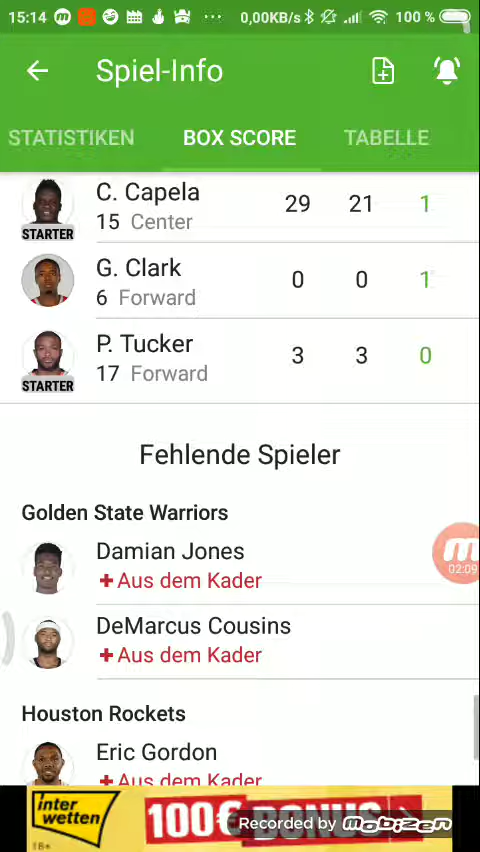 15:14 0,00KB/s 100 %
Spiel-Info
STATISTIKEN BOX SCORE TABELLE
C. Capela 29 21 1
15 Center
STARTER
G. Clark 0 0 1
6 Forward
P. Tucker 3 3 0
17 Forward
STARTER
Fehlende Spieler
Golden State Warriors
Damian Jones
Aus dem Kader
02:09
DeMarcus Cousins
Aus dem Kader
Houston Rockets
Eric Gordon
Aus dem Kader
inter wetten 100€ BONUS
18+
Recorded by mobizen